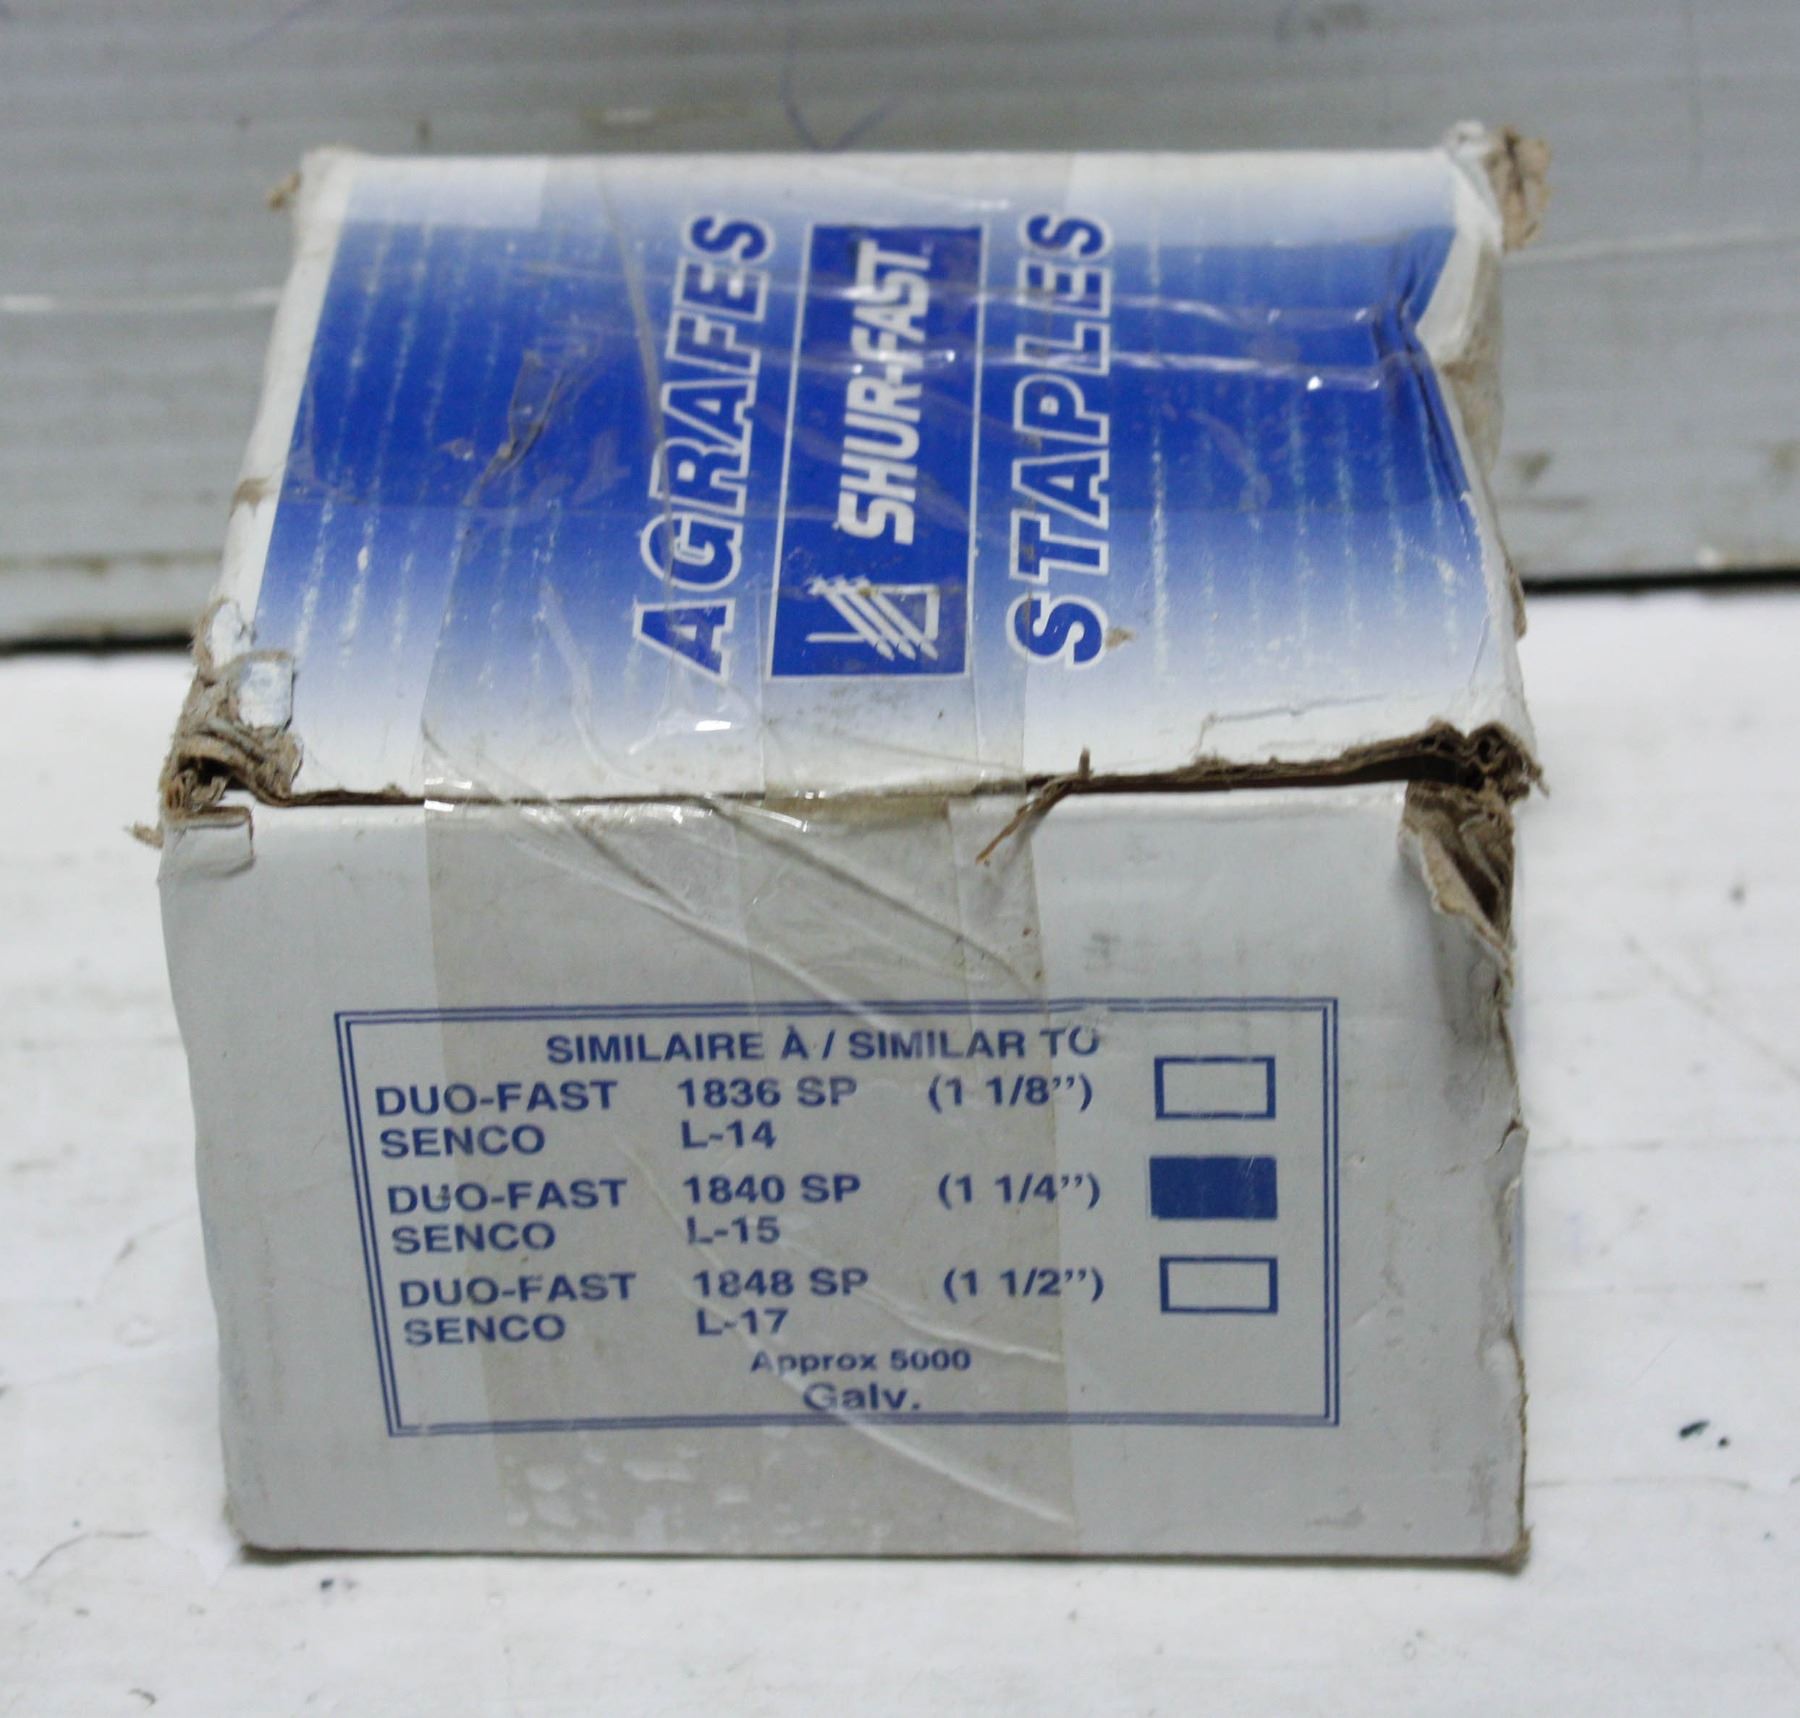 AGRAFES
SHUR-FAST
STAPLES
SIMILAIRE À / SIMILAR TO
DUO-FAST 1836 SP (1 1/8”)
SENCO L-14
DUO-FAST 1840 SP (1 1/4”)
SENCO L-15
DUO-FAST 1848 SP (1 1/2”)
SENCO L-17
Approx 5000
Galv.